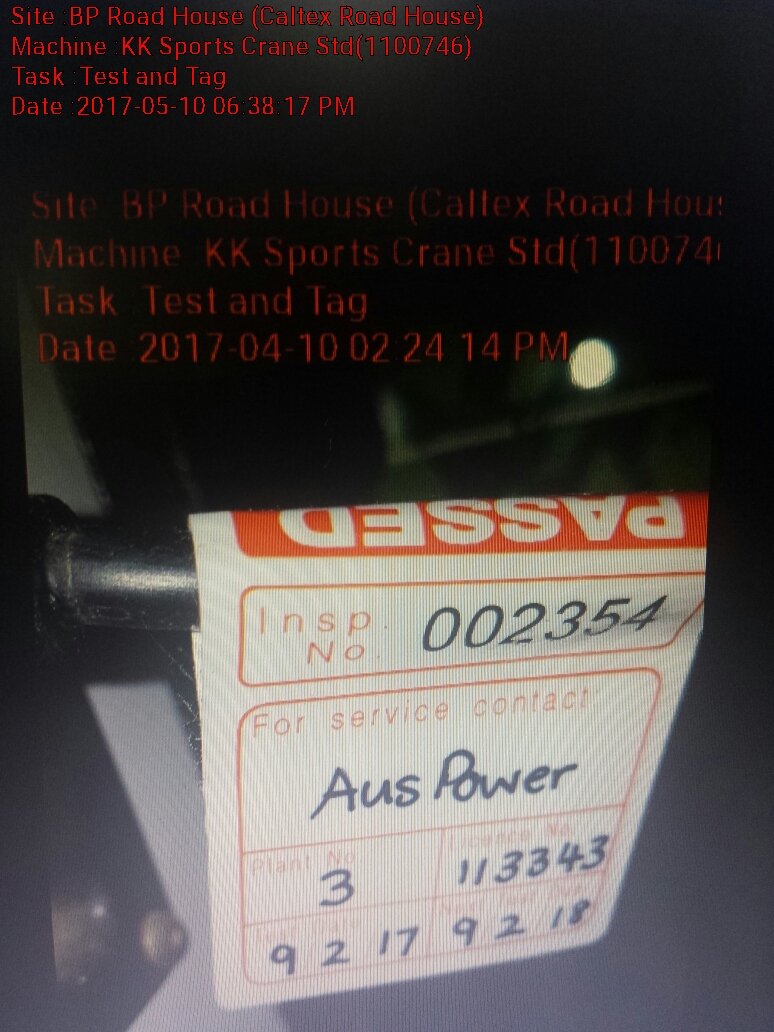 Site :BP Road House (Caltex Road House)
Machine :KK Sports Crane Std(1100746)
Task :Test and Tag
Date :2017-05-10 06:38:17 PM
Site BP Road House (Caltex Road Hou
Machine KK Sports Crane Std(110074
Task Test and Tag
Date 2017-04-10 02:24 14 PM
PASSED
Insp. No. 002354
For service contact
Aus Power
Plant No. Licence No.
3 113343
9 2 17 9 2 18